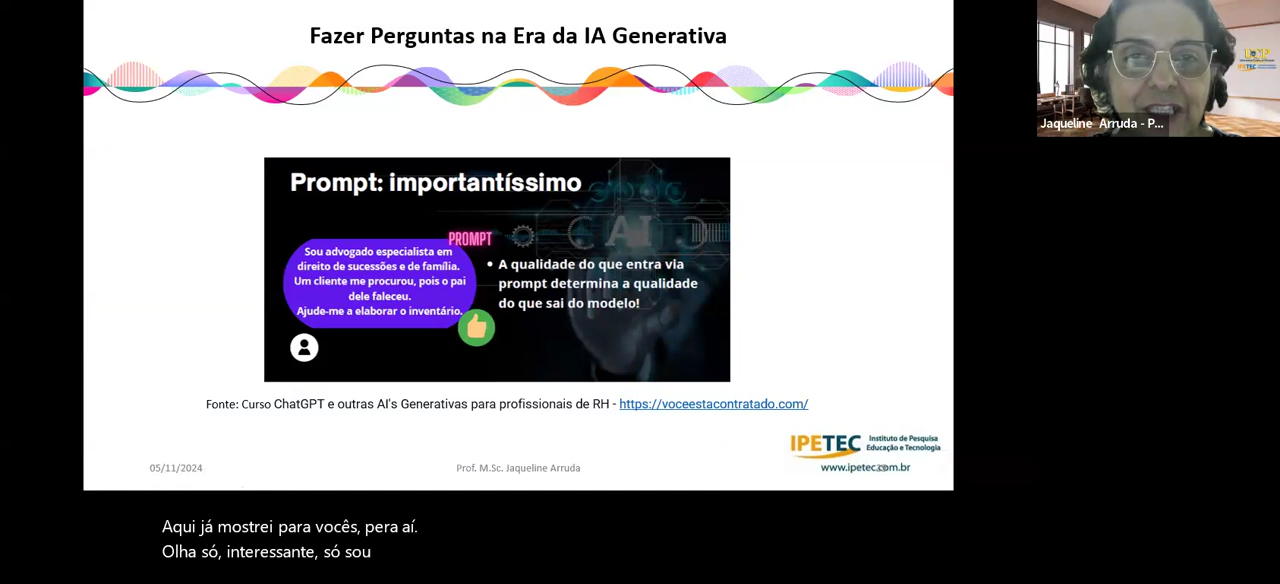 Fazer Perguntas na Era da IA Generativa
Jaqueline Arruda - P...
Prompt: importantíssimo
PROMPT
AI
Sou advogado especialista em
direito de sucessões e de família.
Um cliente me procurou, pois o pai
dele faleceu.
Ajude-me a elaborar o inventário.
• A qualidade do que entra via
prompt determina a qualidade
do que sai do modelo!
Fonte: Curso ChatGPT e outras AI's Generativas para profissionais de RH - https://voceestacontratado.com/
IPETEC Instituto de Pesquisa
Educação e Tecnologia
www.ipetec.com.br
05/11/2024
Prof. M.Sc. Jaqueline Arruda
Aqui já mostrei para vocês, pera aí.
Olha só, interessante, só sou